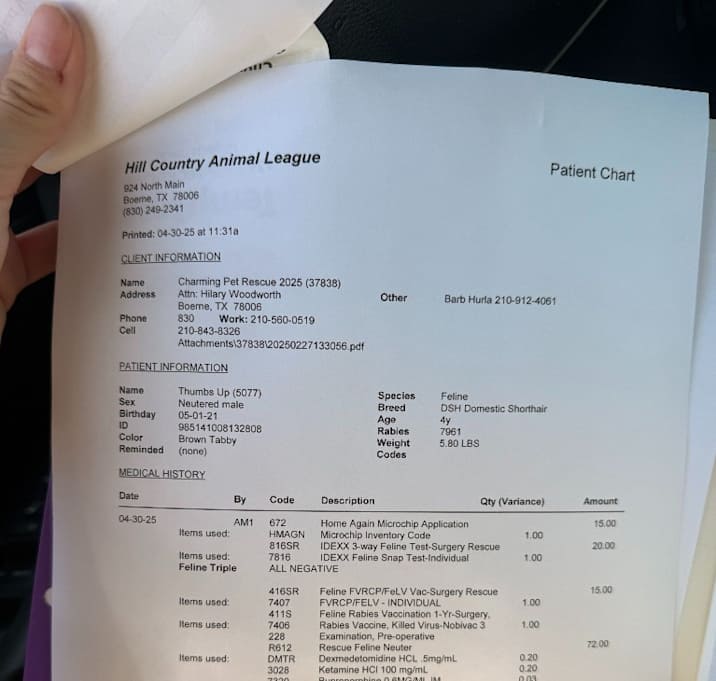 Hill Country Animal League
Patient Chart
924 North Main
Boerne, TX 78006
(830) 249-2341
Printed: 04-30-25 at 11:31a
CLIENT INFORMATION
Name Charming Pet Rescue 2025 (37838)
Address Attn: Hilary Woodworth Other Barb Hurla 210-912-4061
Boerne, TX 78006
Phone 830 Work: 210-560-0519
Cell 210-843-8326
Attachments\37838\20250227133056.pdf
PATIENT INFORMATION
Name Thumbs Up (5077) Species Feline
Sex Neutered male Breed DSH Domestic Shorthair
Birthday 05-01-21 Age 4y
ID 985141008132808 Rabies 7961
Color Brown Tabby Weight 5.80 LBS
Reminded (none) Codes
MEDICAL HISTORY
Date By Code Description Qty (Variance) Amount
04-30-25 AM1 672 Home Again Microchip Application 15.00
Items used: HMAGN Microchip Inventory Code 1.00
816SR IDEXX 3-way Feline Test-Surgery Rescue 20.00
Items used: 7816 IDEXX Feline Snap Test-Individual 1.00
Feline Triple ALL NEGATIVE
416SR Feline FVRCP/FeLV Vac-Surgery Rescue 15.00
Items used: 7407 FVRCP/FELV - INDIVIDUAL 1.00
411S Feline Rabies Vaccination 1-Yr-Surgery,
Items used: 7406 Rabies Vaccine, Killed Virus-Nobivac 3 1.00
228 Examination, Pre-operative
R612 Rescue Feline Neuter 72.00
Items used: DMTR Dexmedetomidine HCL .5mg/mL 0.20
3028 Ketamine HCl 100 mg/mL 0.20
0.03